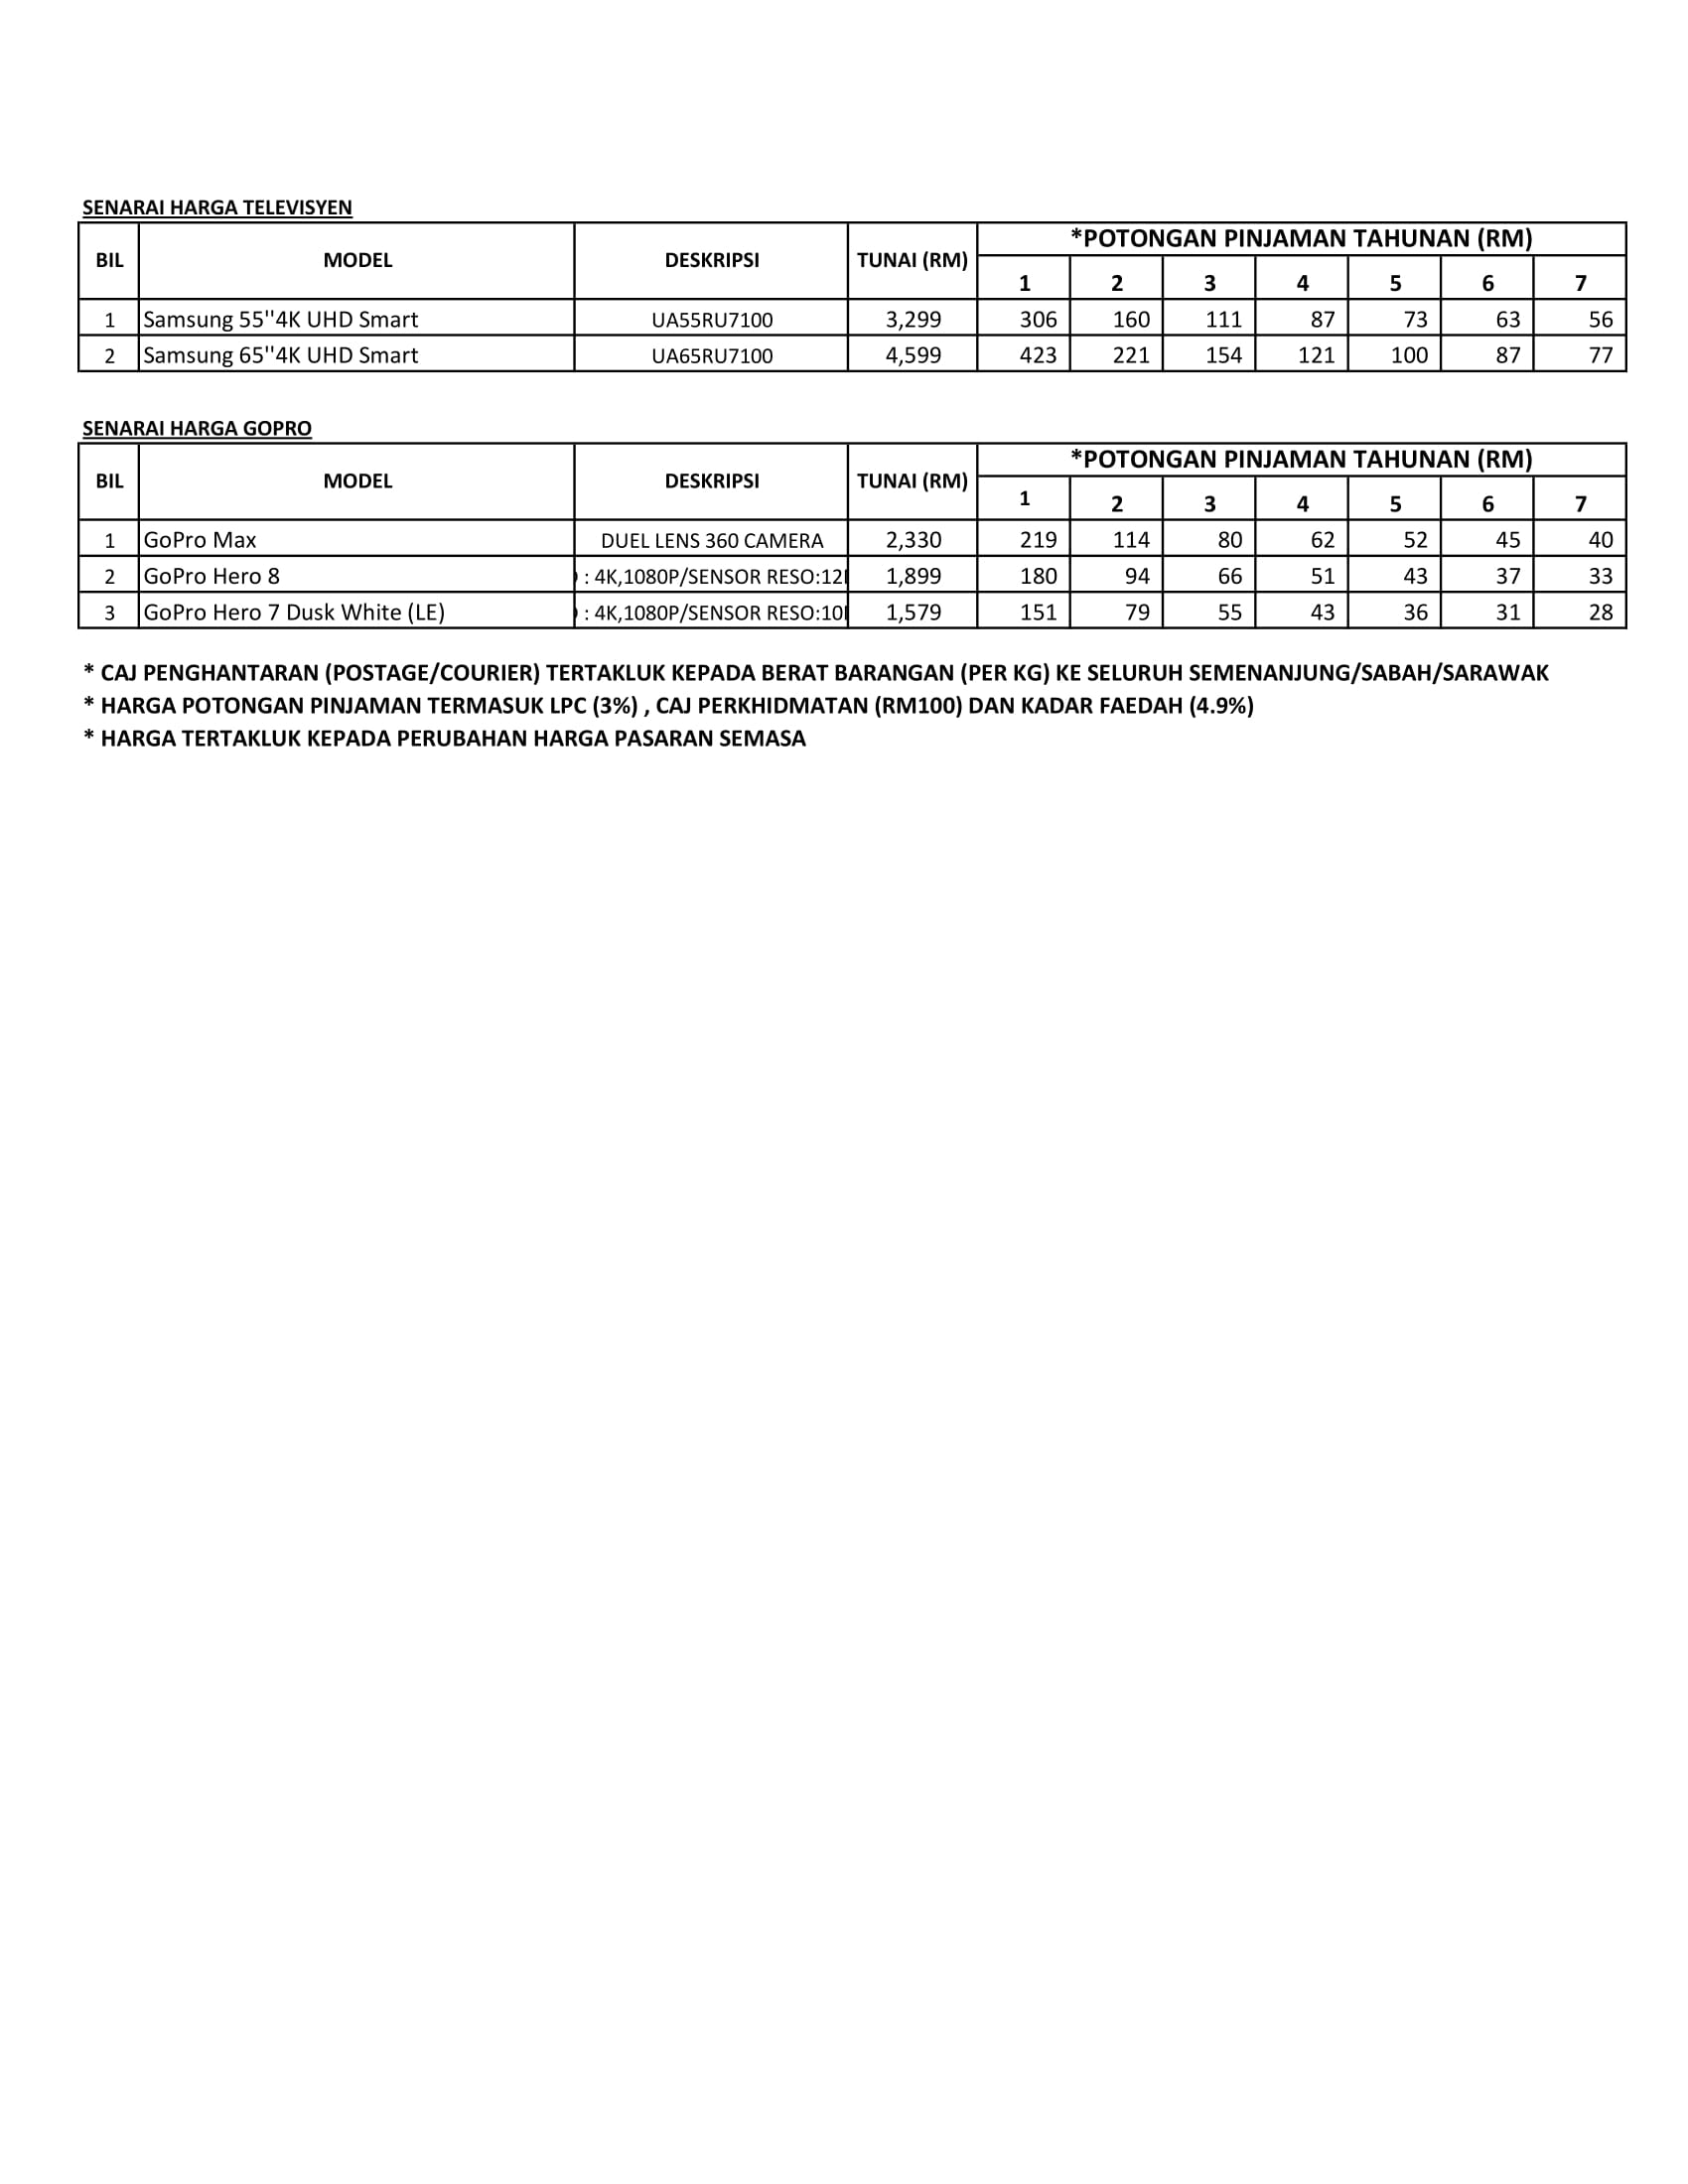 SENARAI HARGA TELEVISYEN
BIL MODEL DESKRIPSI TUNAI (RM) *POTONGAN PINJAMAN TAHUNAN (RM)
1 2 3 4 5 6 7
1 Samsung 55''4K UHD Smart UA55RU7100 3,299 306 160 111 87 73 63 56
2 Samsung 65''4K UHD Smart UA65RU7100 4,599 423 221 154 121 100 87 77
SENARAI HARGA GOPRO
BIL MODEL DESKRIPSI TUNAI (RM) *POTONGAN PINJAMAN TAHUNAN (RM)
1 2 3 4 5 6 7
1 GoPro Max DUEL LENS 360 CAMERA 2,330 219 114 80 62 52 45 40
2 GoPro Hero 8 : 4K,1080P/SENSOR RESO:12 1,899 180 94 66 51 43 37 33
3 GoPro Hero 7 Dusk White (LE) : 4K,1080P/SENSOR RESO:10 1,579 151 79 55 43 36 31 28
* CAJ PENGHANTARAN (POSTAGE/COURIER) TERTAKLUK KEPADA BERAT BARANGAN (PER KG) KE SELURUH SEMENANJUNG/SABAH/SARAWAK
* HARGA POTONGAN PINJAMAN TERMASUK LPC (3%) , CAJ PERKHIDMATAN (RM100) DAN KADAR FAEDAH (4.9%)
* HARGA TERTAKLUK KEPADA PERUBAHAN HARGA PASARAN SEMASA